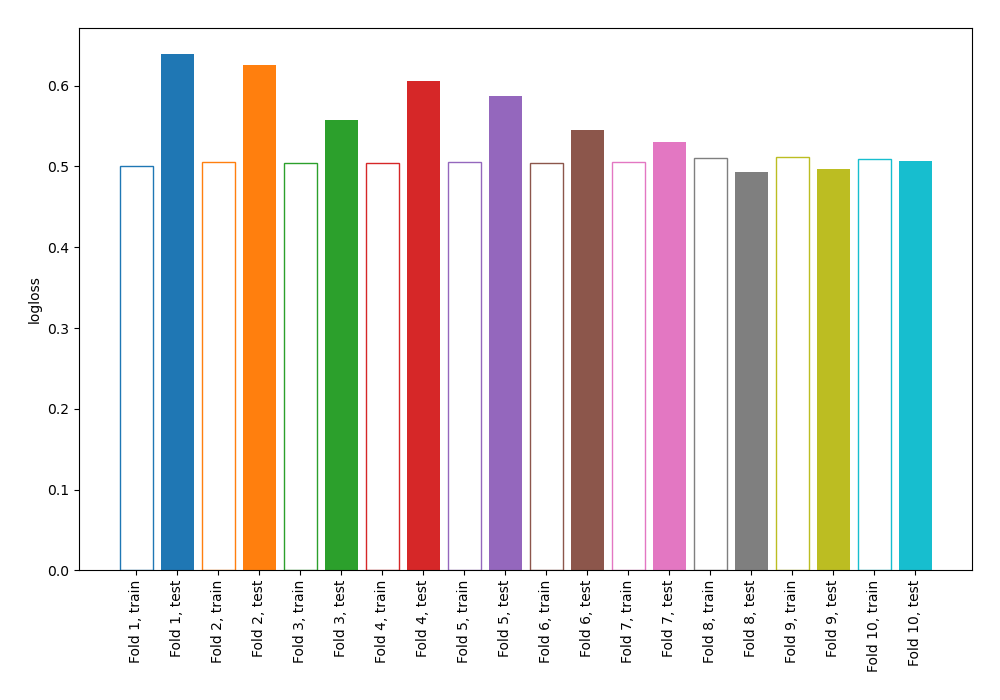 logloss
0.6
0.5
0.4
0.3
0.2
0.1
0.0
Fold 1, train
Fold 1, test
Fold 2, train
Fold 2, test
Fold 3, train
Fold 3, test
Fold 4, train
Fold 4, test
Fold 5, train
Fold 5, test
Fold 6, train
Fold 6, test
Fold 7, train
Fold 7, test
Fold 8, train
Fold 8, test
Fold 9, train
Fold 9, test
Fold 10, train
Fold 10, test